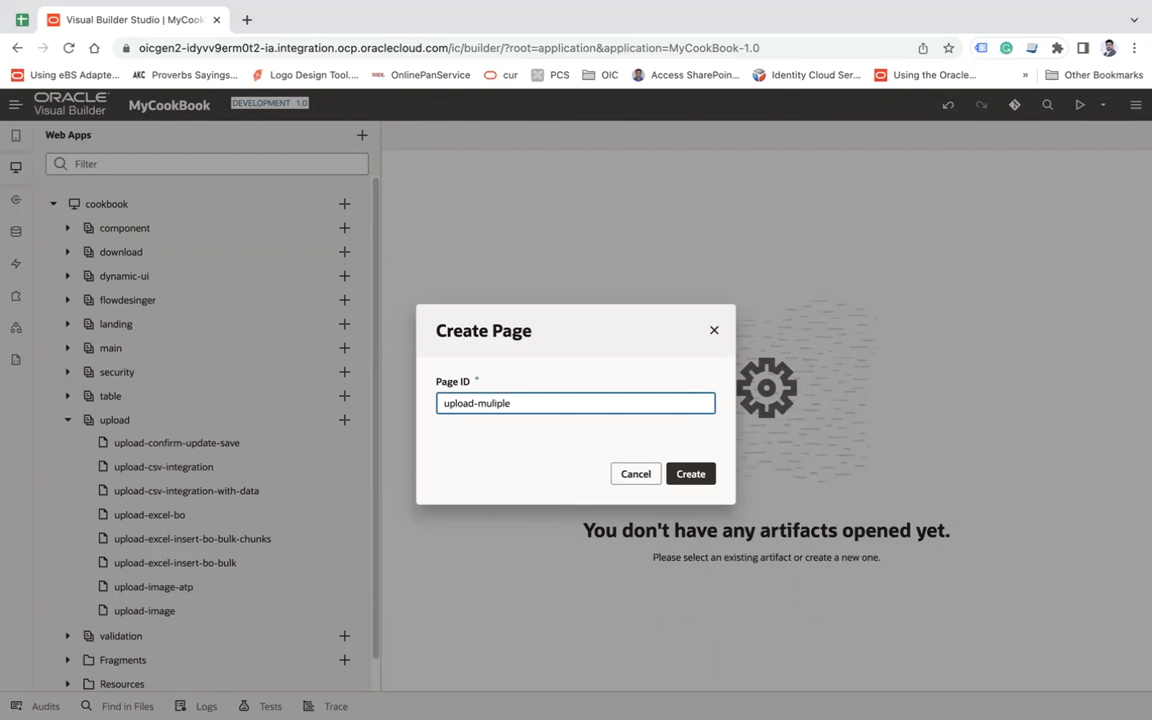 Visual Builder Studio | MyCook
oicgen2-idyvv9erm0t2-ia.integration.ocp.oraclecloud.com/ic/builder/?root=application&application=MyCookBook-1.0
Using eBS Adapte...
AKC Proverbs Sayings...
Logo Design Tool....
OnlinePanService
cur
PCS
OIC
Access SharePoin...
Identity Cloud Ser...
Using the Oracle...
»
Other Bookmarks
ORACLE
Visual Builder
MyCookBook
DEVELOPMENT 1.0
Web Apps
Filter
cookbook
component
download
dynamic-ui
flowdesinger
landing
main
security
table
upload
upload-confirm-update-save
upload-csv-integration
upload-csv-integration-with-data
upload-excel-bo
upload-excel-insert-bo-bulk-chunks
upload-excel-insert-bo-bulk
upload-image-atp
upload-image
validation
Fragments
Resources
Create Page
Page ID *
upload-muliple
Cancel
Create
You don't have any artifacts opened yet.
Please select an existing artifact or create a new one.
Audits
Find in Files
Logs
Tests
Trace